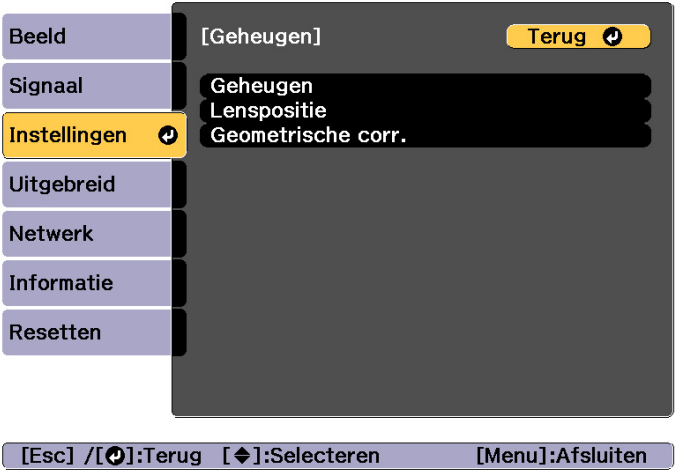 Beeld
Signaal
Instellingen
Uitgebreid
Netwerk
Informatie
Resetten
[Geheugen]
Terug
Geheugen
Lenspositie
Geometrische corr.
[Esc] /[⏎]:Terug [◆]:Selecteren [Menu]:Afsluiten